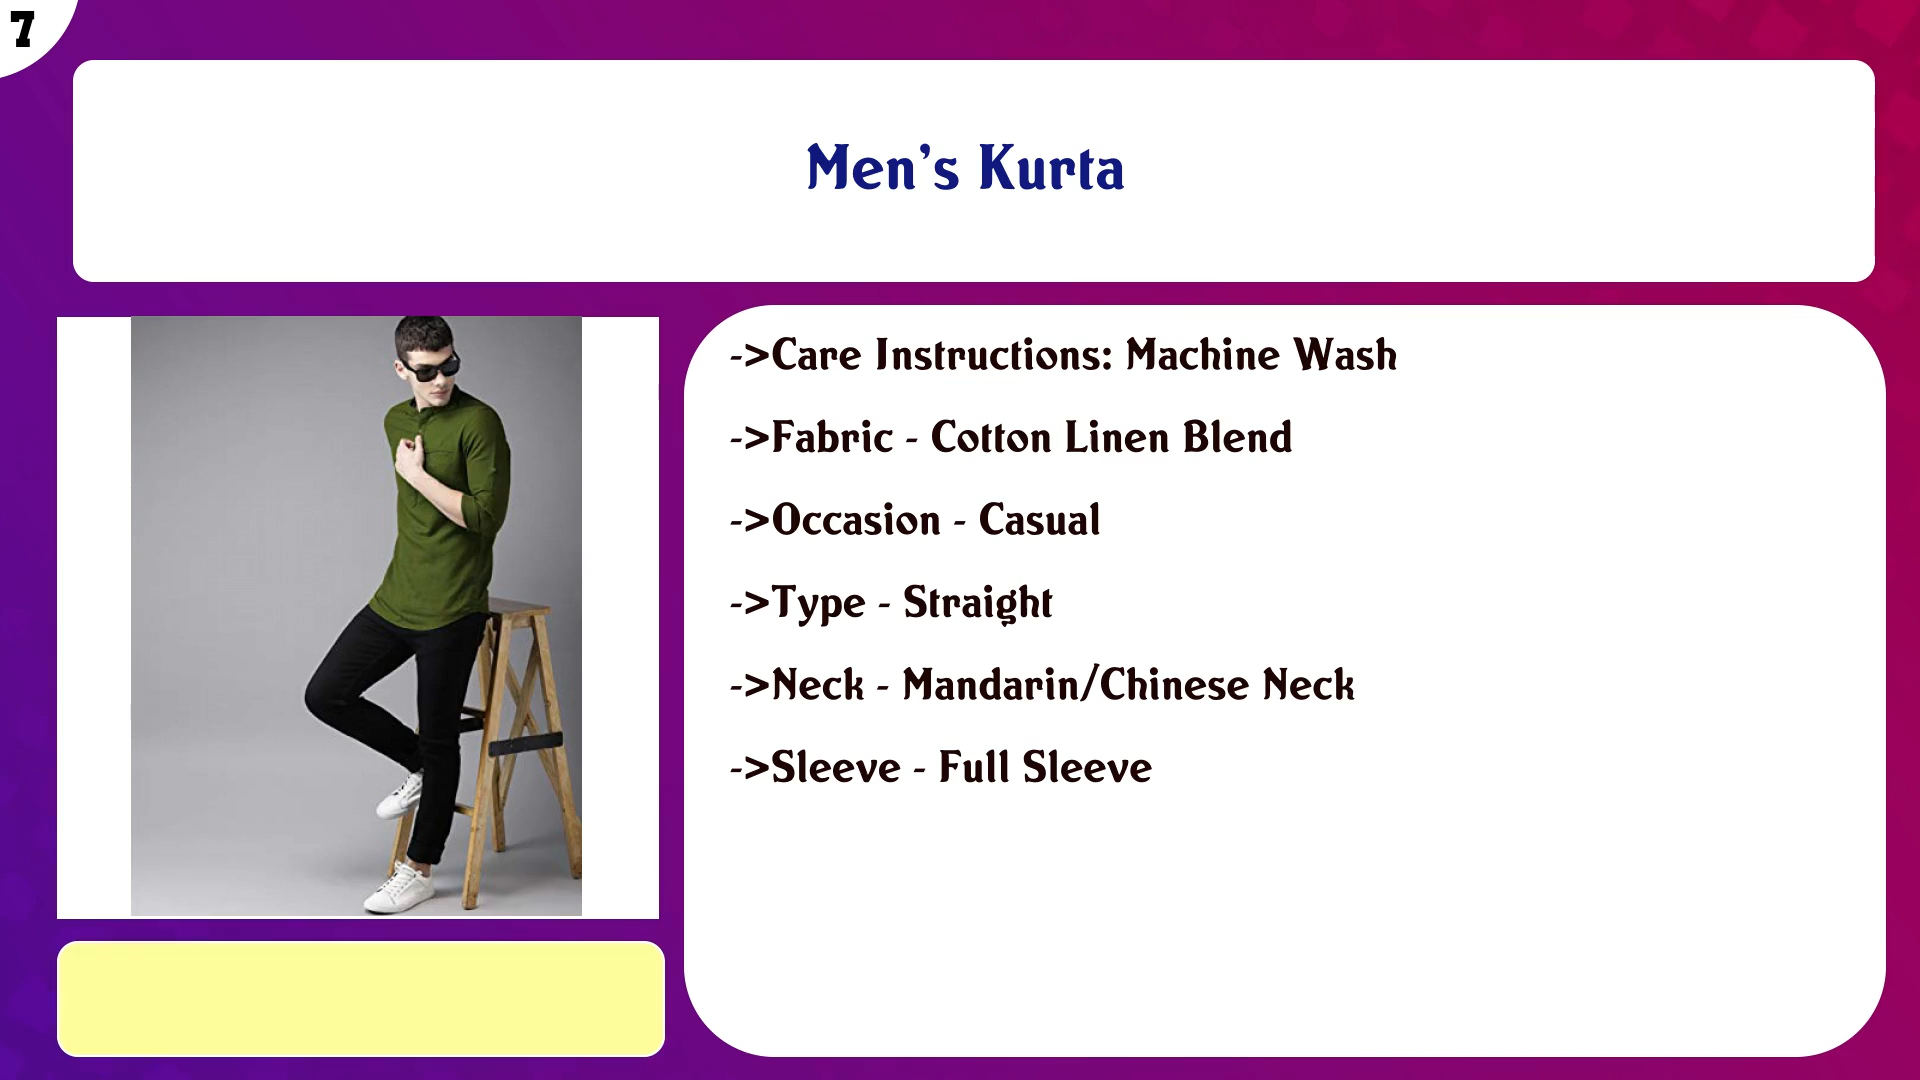 7
Men's Kurta
->Care Instructions: Machine Wash
->Fabric - Cotton Linen Blend
->Occasion - Casual
->Type - Straight
->Neck - Mandarin/Chinese Neck
->Sleeve - Full Sleeve